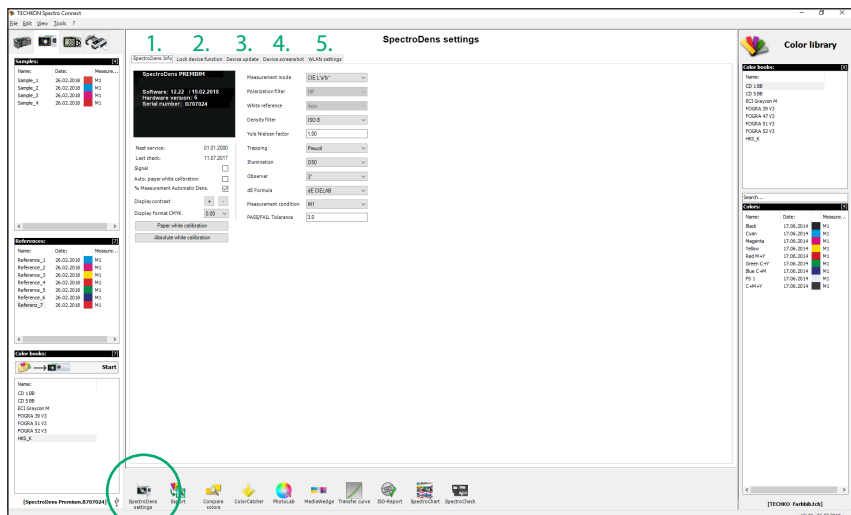 TECHKON Spectro Connect
File Edit View Tools ?
Samples: [4]
Name: Date: Measure...
Sample_1 26.02.2018 M1
Sample_2 26.02.2018 M1
Sample_3 26.02.2018 M1
Sample_4 26.02.2018 M1
References: [7]
Name: Date: Measure...
Reference_1 26.02.2018 M1
Reference_2 26.02.2018 M1
Reference_3 26.02.2018 M1
Reference_4 26.02.2018 M1
Reference_5 26.02.2018 M1
Reference_6 26.02.2018 M1
Referenz_7 26.02.2018 M1
Color books: [7]
Start
Name:
CD 1 BB
CD 5 BB
ECI Graycon M
FOGRA 39 V3
FOGRA 51 V3
FOGRA 52 V3
HKS_K
[SpectroDens Premium.B707024]
SpectroDens settings
1. 2. 3. 4. 5.
SpectroDens Info Lock device function Device update Device screenshot WLAN settings
SpectroDens PREMIUM
Software: 12.22 / 19.02.2018
Hardware version: 6
Serial number: B707024
Next service: 01.01.2000
Last check: 11.07.2017
Signal
Auto. paper white calibration
% Measurement Automatic Dens.
Display contrast + -
Display format CMYK 0.00
Paper white calibration
Absolute white calibration
Measurement mode CIE L*a*b*
Polarization filter Off
White reference Auto
Density filter ISO E
Yule Nielsen factor 1.00
Trapping Preucil
Illumination D50
Observer 2°
dE Formula dE CIELAB
Measurement condition M1
PASS/FAIL Tolerance 3.0
SpectroDens settings
Export
Compare colors
ColorCatcher
PhotoLab
MediaWedge
Transfer curve
ISO-Report
SpectroChart
SpectroCheck
Color library
Color books: [8]
Name:
CD 1 BB
CD 5 BB
ECI Graycon M
FOGRA 39 V3
FOGRA 47 V3
FOGRA 51 V3
FOGRA 52 V3
HKS_K
Search...
Colors: [9]
Name: Date: Measure...
Black 17.06.2014 M1
Cyan 17.06.2014 M1
Magenta 17.06.2014 M1
Yellow 17.06.2014 M1
Red M+Y 17.06.2014 M1
Green C+Y 17.06.2014 M1
Blue C+M 17.06.2014 M1
PS 1 17.06.2014 M1
C+M+Y 17.06.2014 M1
[TECHKO Farbbib.tcb]